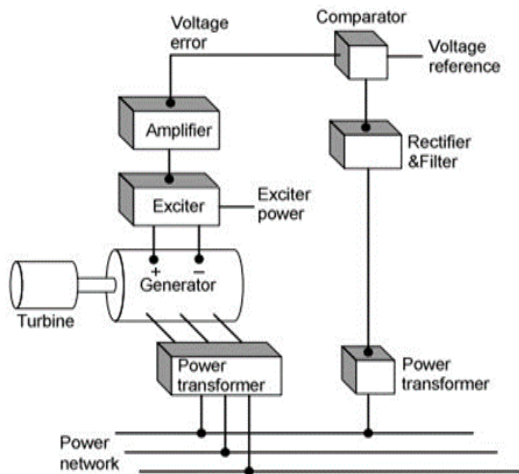 Comparator
Voltage
error
Voltage
reference
Amplifier
Rectifier
&Filter
Exciter
Exciter
power
+ −
Generator
Turbine
Power
transformer
Power
transformer
Power
network